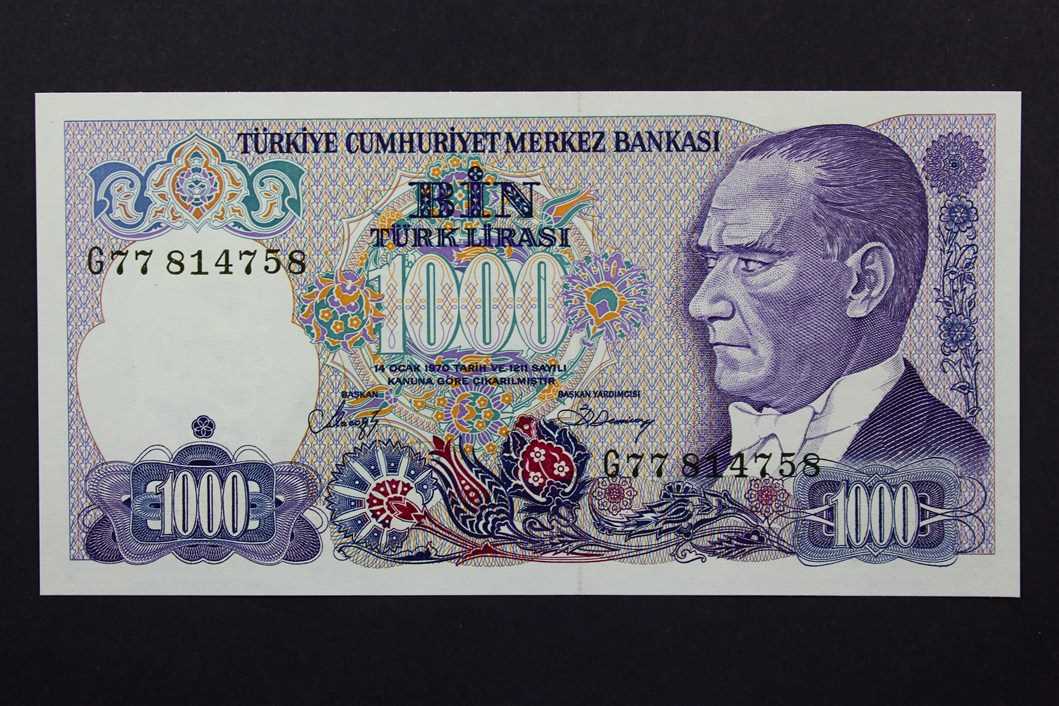 TÜRKİYE CUMHURİYET MERKEZ BANKASI
BİN
TÜRK LİRASI
G77 814758
1000
14 OCAK 1970 TARİH VE 1211 SAYILI
KANUNA GÖRE ÇIKARILMIŞTIR
BAŞKAN
BAŞKAN YARDIMCISI
G77 814758
1000
1000